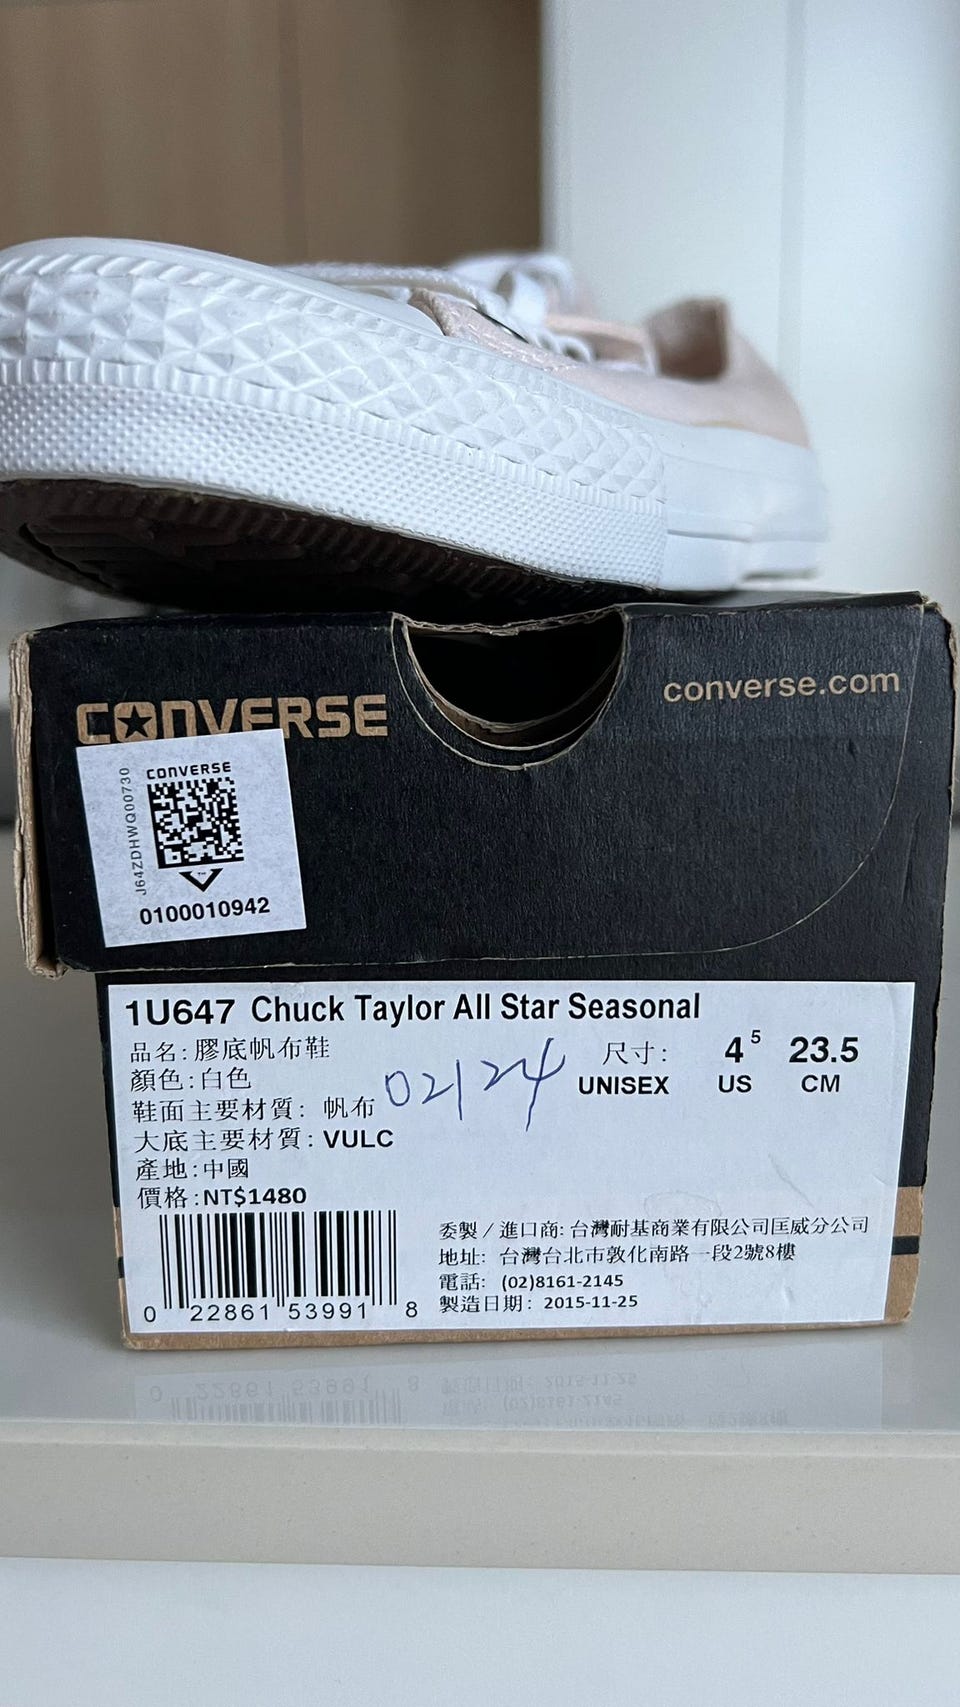 CONVERSE
converse.com
CONVERSE
J64ZDHWQ00730
0100010942
1U647 Chuck Taylor All Star Seasonal
品名:膠底帆布鞋
顏色:白色
鞋面主要材質: 帆布
大底主要材質:VULC
產地:中國
價格:NT$1480
02124
尺寸: 4 5 23.5
UNISEX US CM
委製/進口商:台灣耐基商業有限公司匡威分公司
地址: 台灣台北市敦化南路一段2號8樓
電話: (02)8161-2145
製造日期: 2015-11-25
0 22861 53991 8